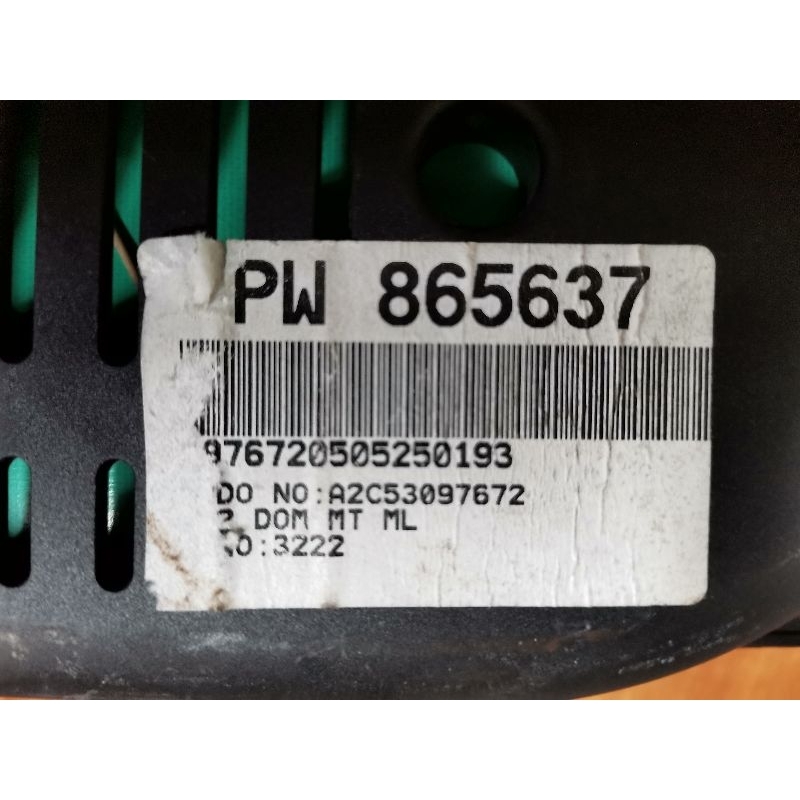 PW 865637
976720505250193
DO NO:A2C53097672
DOM MT ML
O:3222